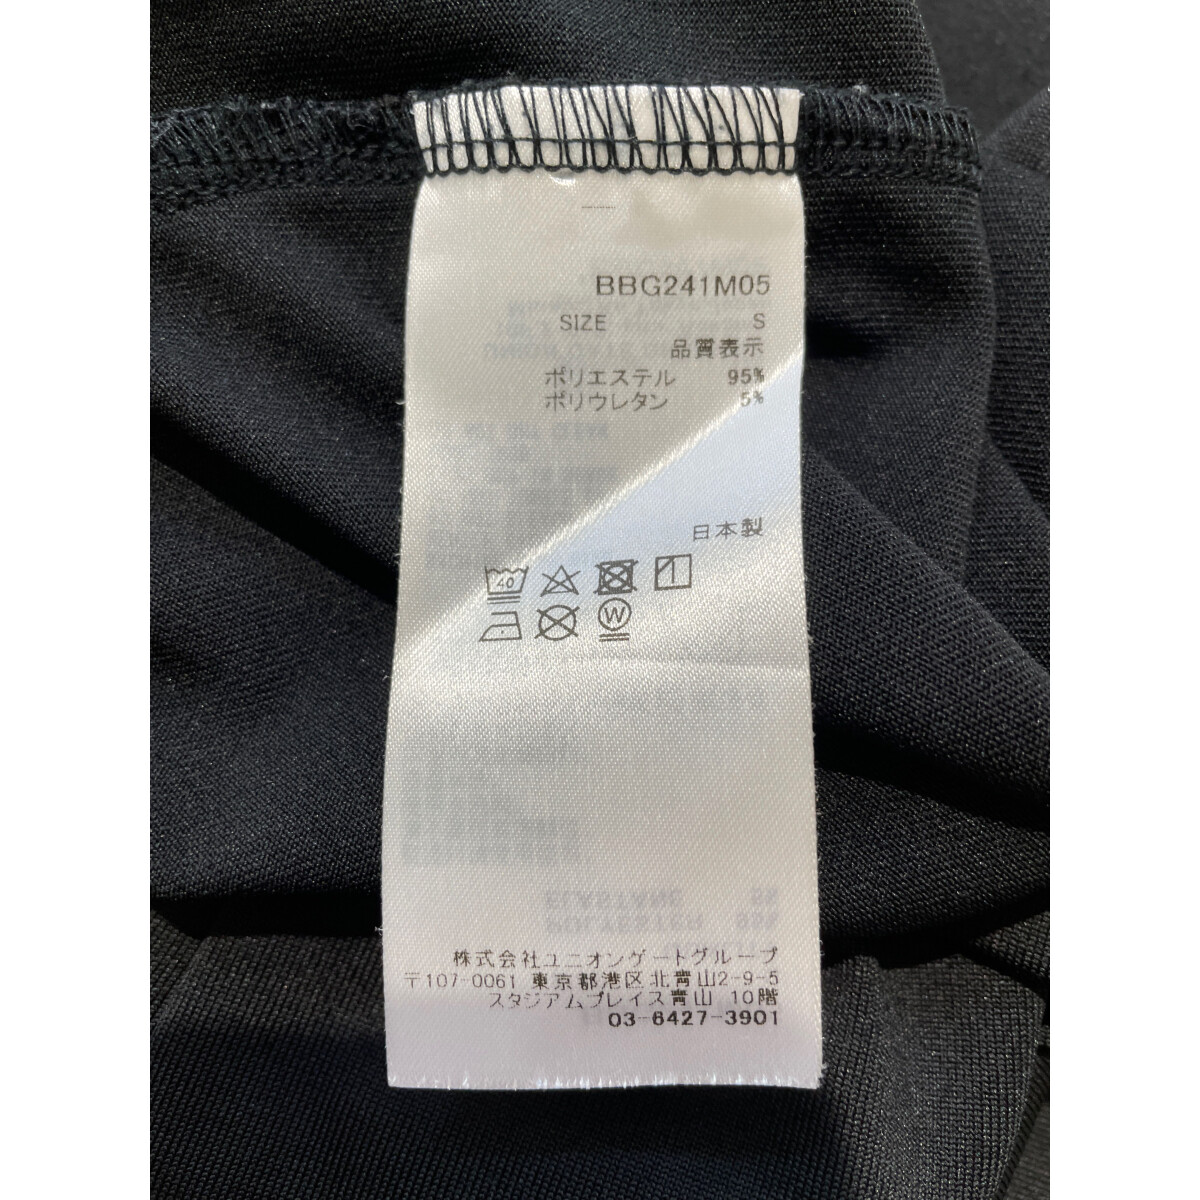 BBG241M05
SIZE S
品質表示
ポリエステル 95%
ポリウレタン 5%
日本製
40
W
株式会社ユニオンゲートグループ
〒107-0061 東京都港区北青山2-9-5
スタジアムプレイス青山 10階
03-6427-3901